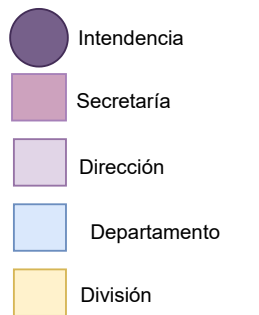 Intendencia
Secretaría
Dirección
Departamento
División